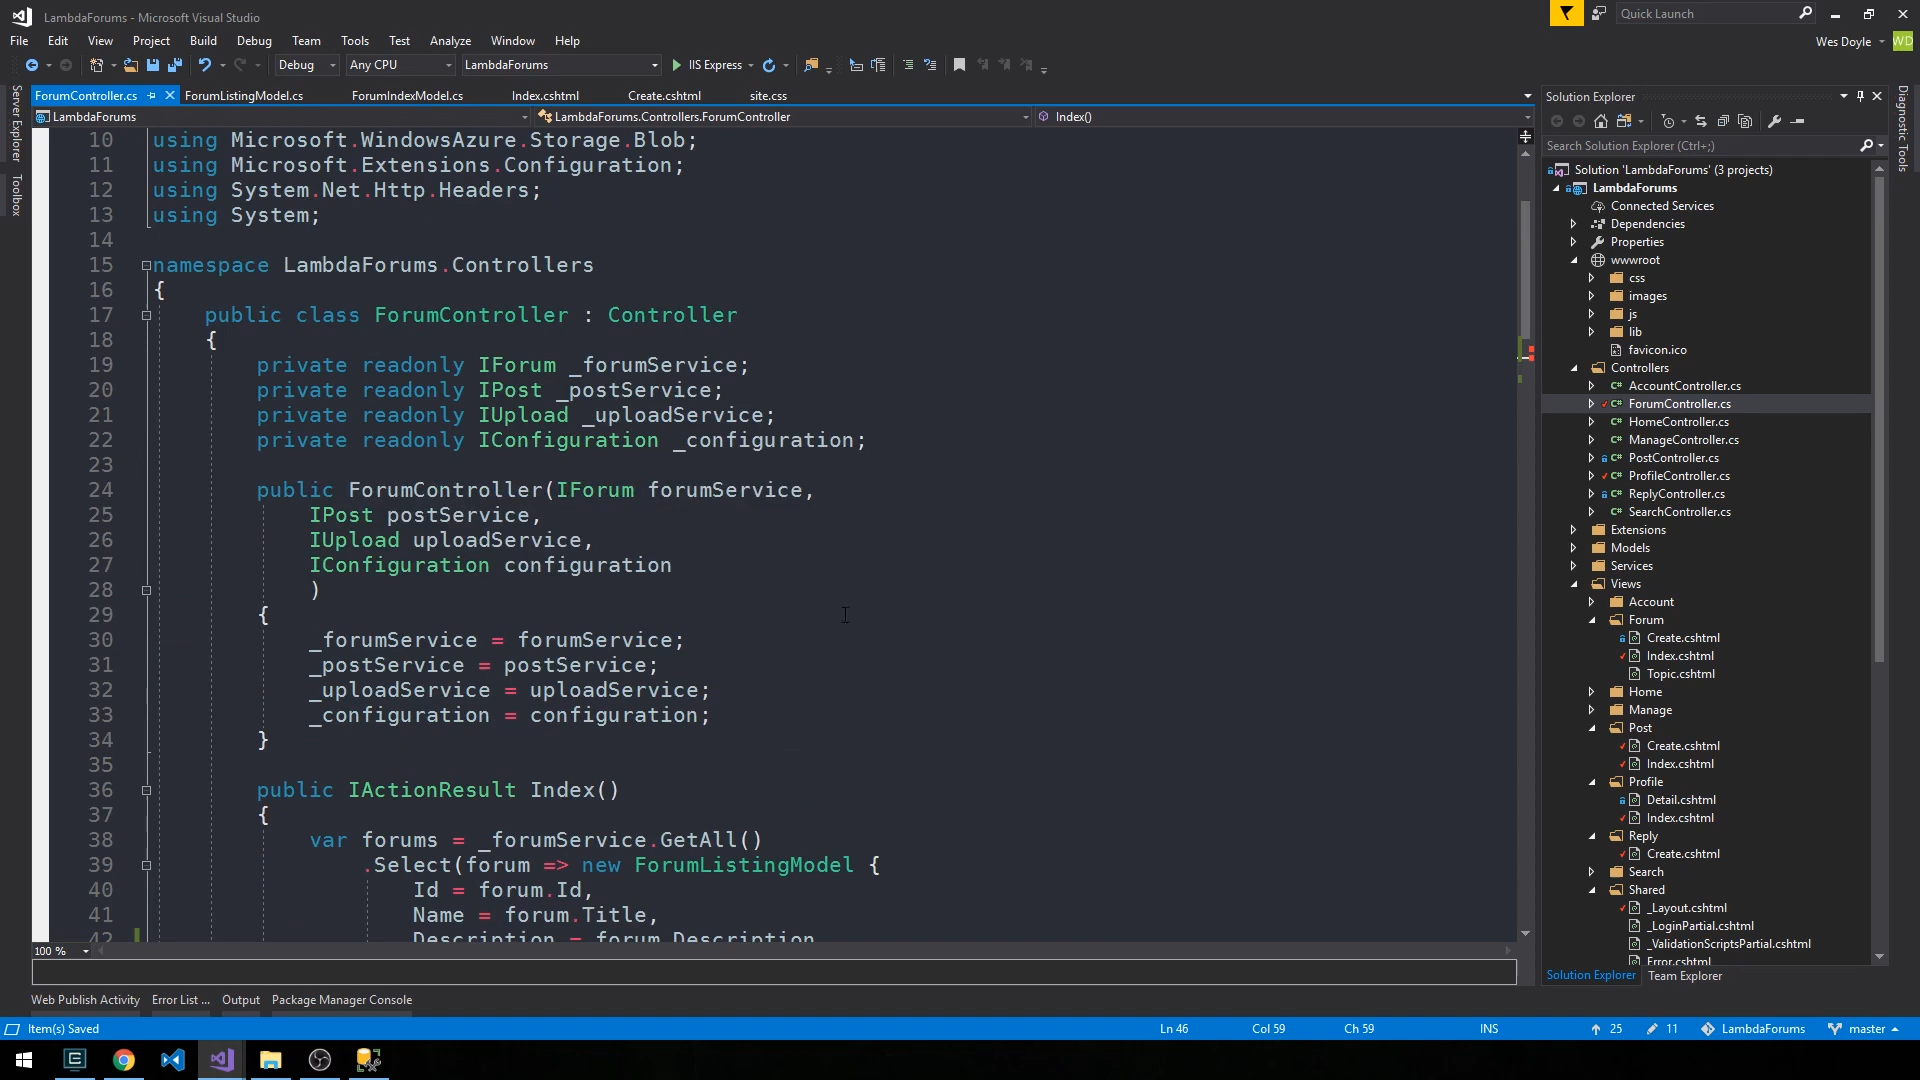 LambdaForums - Microsoft Visual Studio
Quick Launch
File Edit View Project Build Debug Team Tools Test Analyze Window Help
Wes Doyle WD
Debug Any CPU LambdaForums IIS Express
ForumController.cs ForumListingModel.cs ForumIndexModel.cs Index.cshtml Create.cshtml site.css
LambdaForums LambdaForums.Controllers.ForumController Index()
Server Explorer
Toolbox
10 using Microsoft.WindowsAzure.Storage.Blob;
11 using Microsoft.Extensions.Configuration;
12 using System.Net.Http.Headers;
13 using System;
14
15 namespace LambdaForums.Controllers
16 {
17 public class ForumController : Controller
18 {
19 private readonly IForum _forumService;
20 private readonly IPost _postService;
21 private readonly IUpload _uploadService;
22 private readonly IConfiguration _configuration;
23
24 public ForumController(IForum forumService,
25 IPost postService,
26 IUpload uploadService,
27 IConfiguration configuration
28 )
29 {
30 _forumService = forumService;
31 _postService = postService;
32 _uploadService = uploadService;
33 _configuration = configuration;
34 }
35
36 public IActionResult Index()
37 {
38 var forums = _forumService.GetAll()
39 .Select(forum => new ForumListingModel {
40 Id = forum.Id,
41 Name = forum.Title,
42 Description = forum.Description
100 %
Solution Explorer
Search Solution Explorer (Ctrl+;)
Solution 'LambdaForums' (3 projects)
LambdaForums
Connected Services
Dependencies
Properties
wwwroot
css
images
js
lib
favicon.ico
Controllers
C# AccountController.cs
C# ForumController.cs
C# HomeController.cs
C# ManageController.cs
C# PostController.cs
C# ProfileController.cs
C# ReplyController.cs
C# SearchController.cs
Extensions
Models
Services
Views
Account
Forum
Create.cshtml
Index.cshtml
Topic.cshtml
Home
Manage
Post
Create.cshtml
Index.cshtml
Profile
Detail.cshtml
Index.cshtml
Reply
Create.cshtml
Search
Shared
_Layout.cshtml
_LoginPartial.cshtml
_ValidationScriptsPartial.cshtml
Error.cshtml
Solution Explorer Team Explorer
Diagnostic Tools
Web Publish Activity Error List ... Output Package Manager Console
Item(s) Saved Ln 46 Col 59 Ch 59 INS 25 11 LambdaForums master